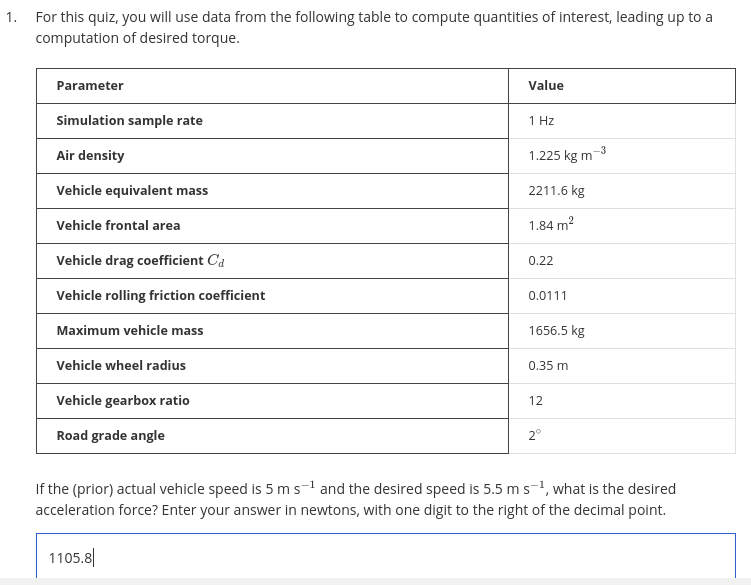 1. For this quiz, you will use data from the following table to compute quantities of interest, leading up to a
computation of desired torque.
Parameter Value
Simulation sample rate 1 Hz
Air density 1.225 kg m⁻³
Vehicle equivalent mass 2211.6 kg
Vehicle frontal area 1.84 m²
Vehicle drag coefficient C_d 0.22
Vehicle rolling friction coefficient 0.0111
Maximum vehicle mass 1656.5 kg
Vehicle wheel radius 0.35 m
Vehicle gearbox ratio 12
Road grade angle 2°
If the (prior) actual vehicle speed is 5 m s⁻¹ and the desired speed is 5.5 m s⁻¹, what is the desired
acceleration force? Enter your answer in newtons, with one digit to the right of the decimal point.
1105.8